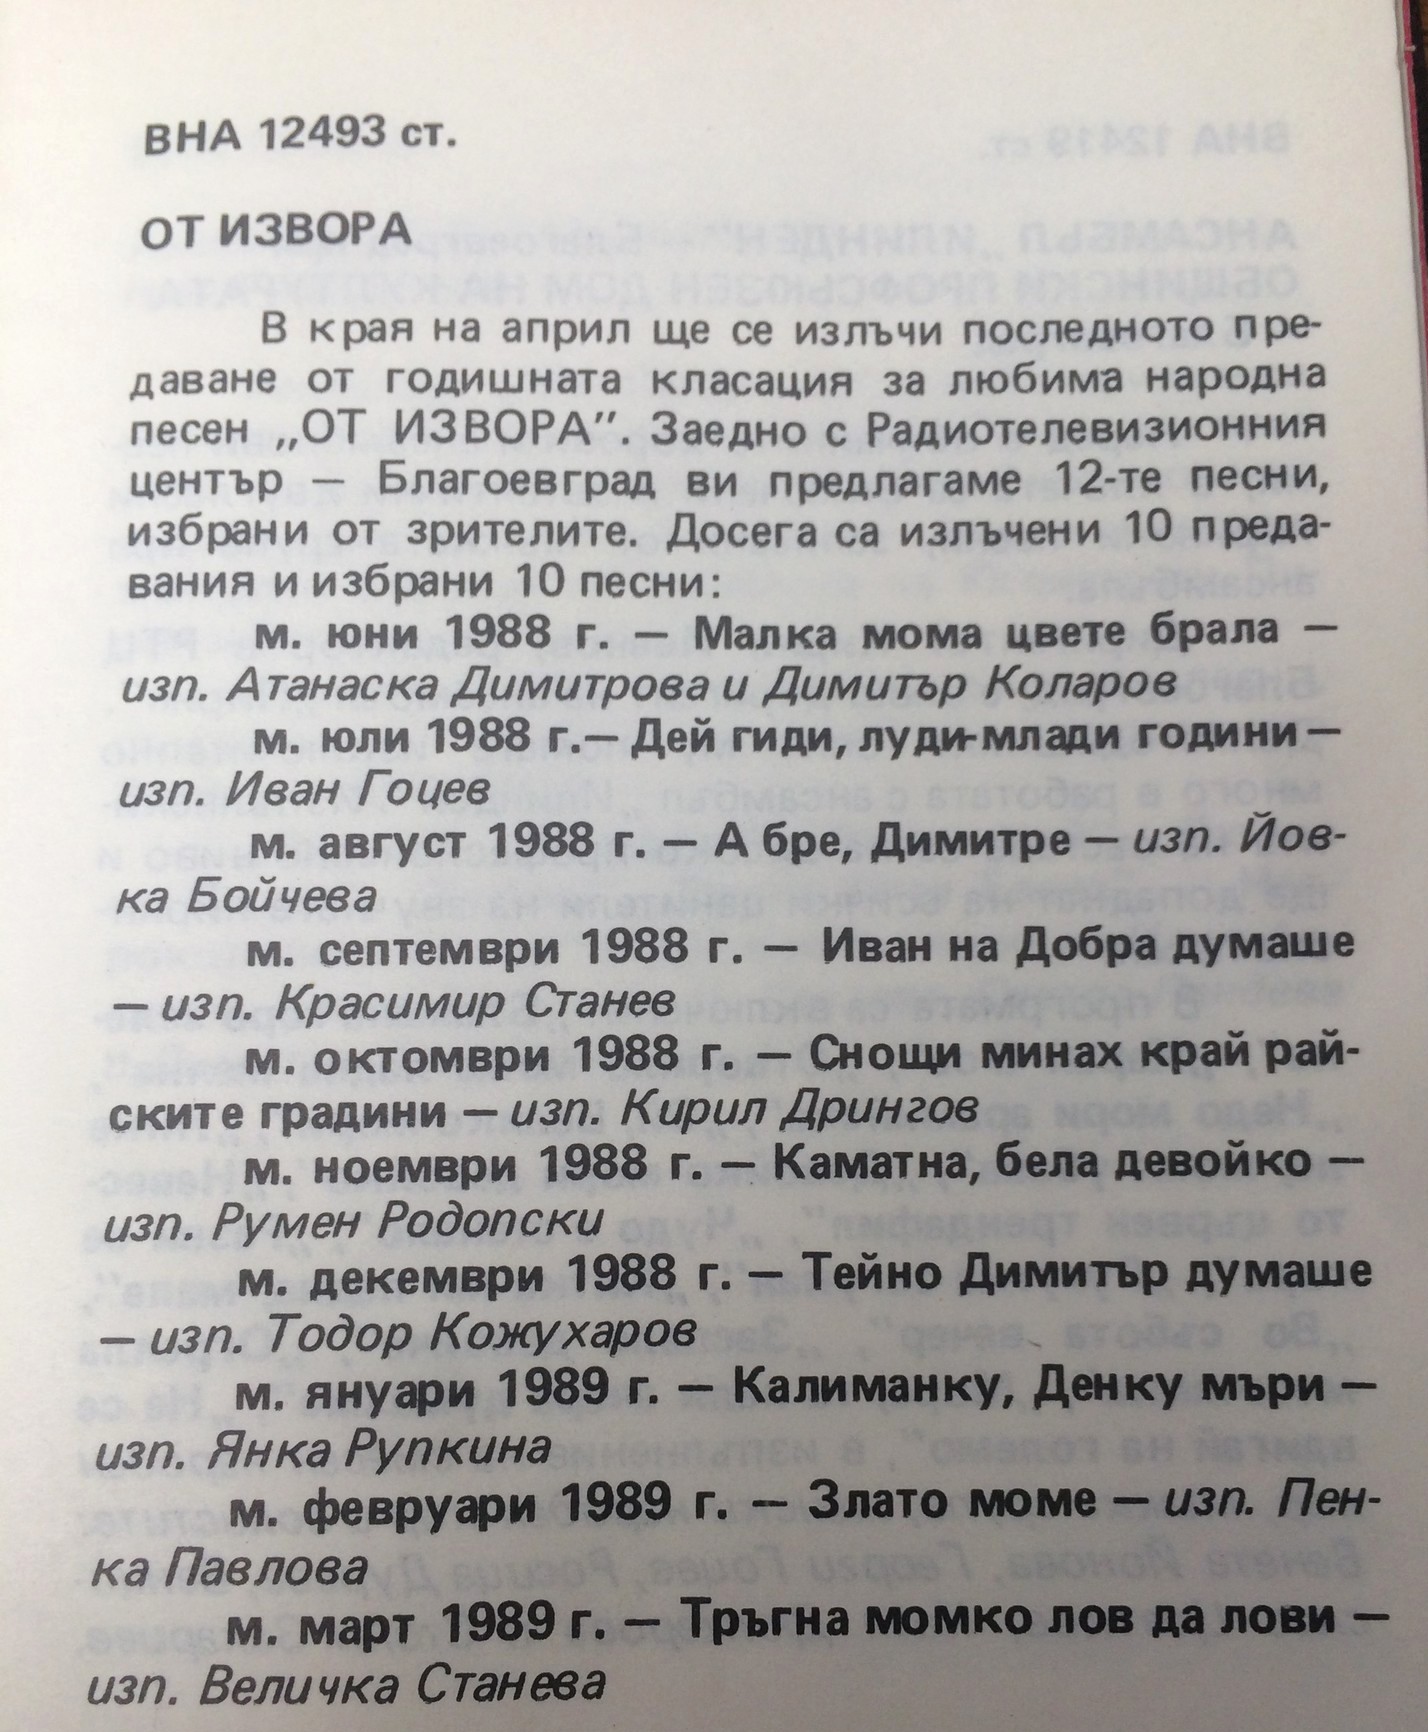 ВНА 12493 ст.
ОТ ИЗВОРА
В края на април ще се излъчи последното пре-
даване от годишната класация за любима народна
песен „ОТ ИЗВОРА”. Заедно с Радиотелевизионния
център — Благоевград ви предлагаме 12-те песни,
избрани от зрителите. Досега са излъчени 10 преда-
вания и избрани 10 песни:
м. юни 1988 г. — Малка мома цвете брала —
изп. Атанаска Димитрова и Димитър Коларов
м. юли 1988 г.— Дей гиди, луди-млади години —
изп. Иван Гоцев
м. август 1988 г. — А бре, Димитре — изп. Йов-
ка Бойчева
м. септември 1988 г. — Иван на Добра думаше
— изп. Красимир Станев
м. октомври 1988 г. — Снощи минах край рай-
ските градини — изп. Кирил Дрингов
м. ноември 1988 г. — Каматна, бела девойко —
изп. Румен Родопски
м. декември 1988 г. — Тейно Димитър думаше
— изп. Тодор Кожухаров
м. януари 1989 г. — Калиманку, Денку мъри —
изп. Янка Рупкина
м. февруари 1989 г. — Злато моме — изп. Пен-
ка Павлова
м. март 1989 г. — Тръгна момко лов да лови —
изп. Величка Станева